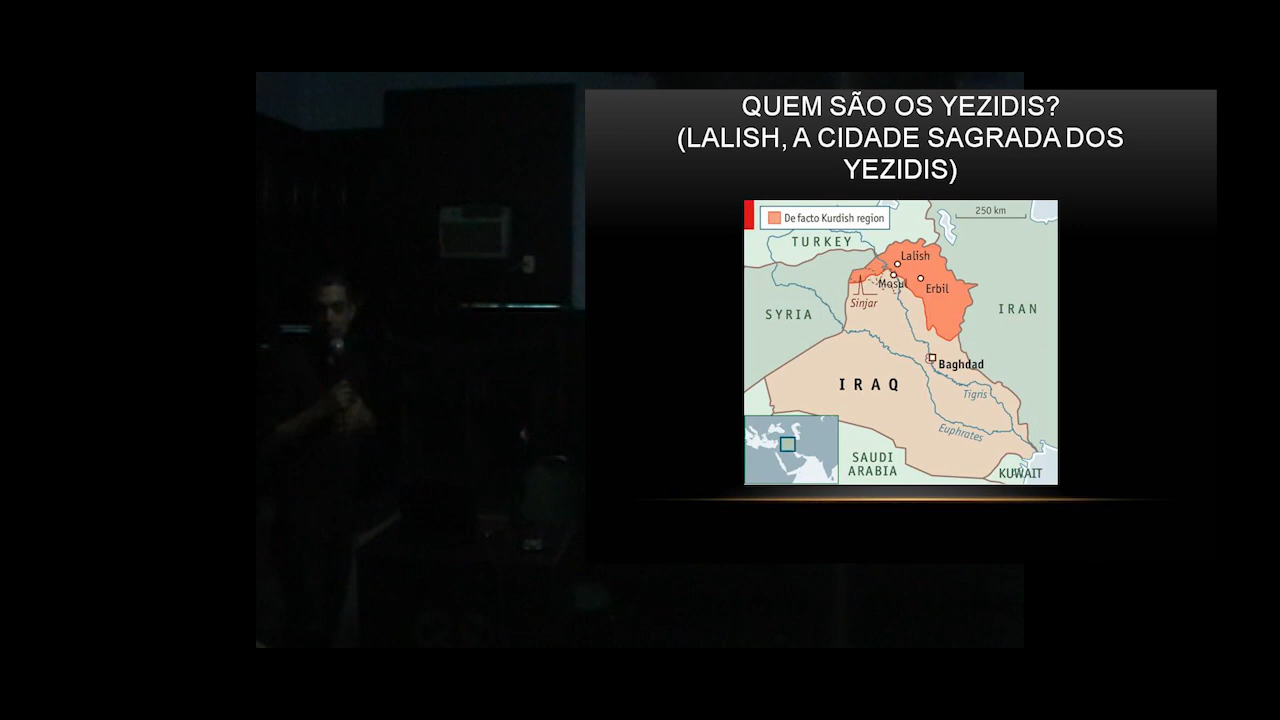 QUEM SÃO OS YEZIDIS?
(LALISH, A CIDADE SAGRADA DOS
YEZIDIS)
De facto Kurdish region
250 km
TURKEY
Lalish
Mosul
Erbil
Sinjar
SYRIA
IRAN
Baghdad
IRAQ
Tigris
Euphrates
SAUDI
ARABIA
KUWAIT